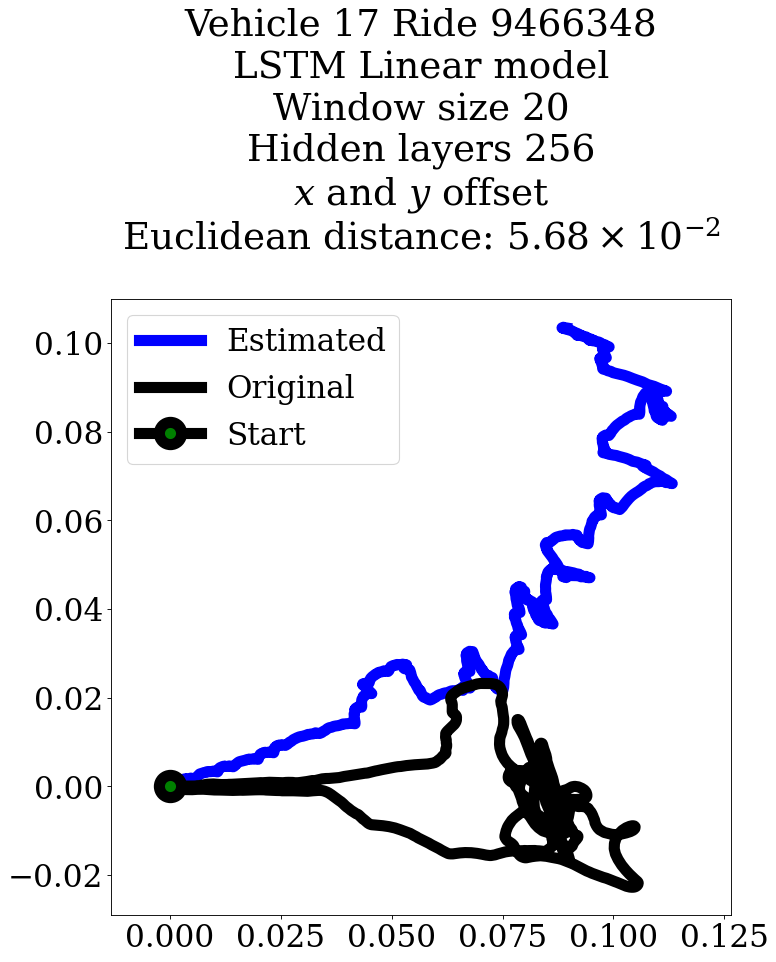 Vehicle 17 Ride 9466348
LSTM Linear model
Window size 20
Hidden layers 256
x and y offset
Euclidean distance: 5.68 × 10⁻²
Estimated
Original
Start
0.10
0.08
0.06
0.04
0.02
0.00
−0.02
0.000 0.025 0.050 0.075 0.100 0.125